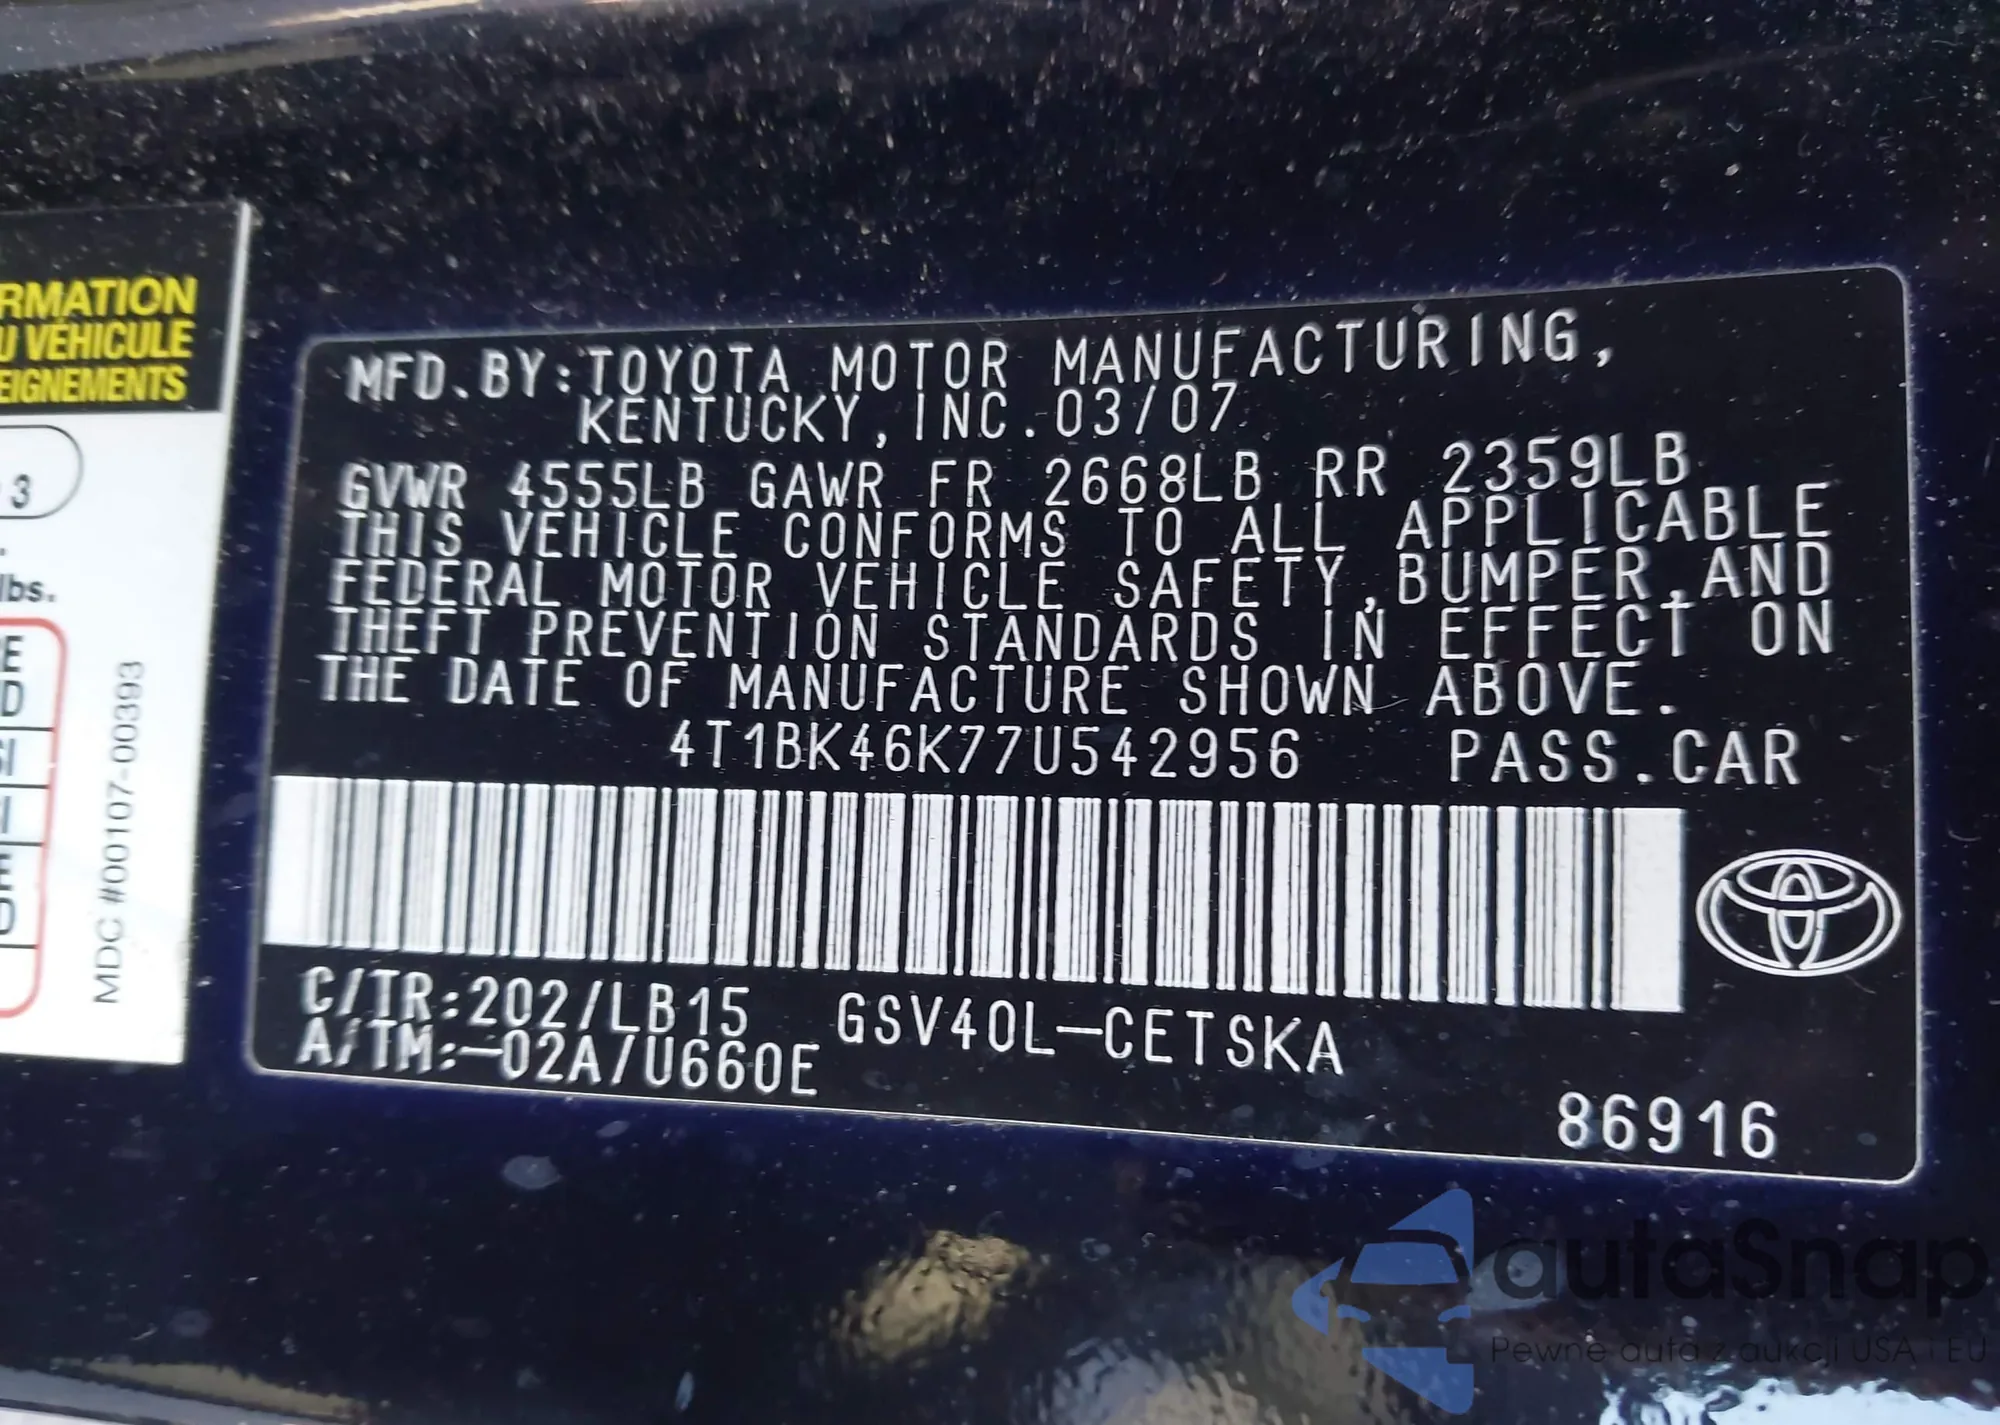 RMATION
U VÉHICULE
EIGNEMENTS
3
lbs.
E
D
SI
I
E
D
MDC #00107-00393
MFD.BY:TOYOTA MOTOR MANUFACTURING,
KENTUCKY,INC.03/07
GVWR 4555LB GAWR FR 2668LB RR 2359LB
THIS VEHICLE CONFORMS TO ALL APPLICABLE
FEDERAL MOTOR VEHICLE SAFETY,BUMPER,AND
THEFT PREVENTION STANDARDS IN EFFECT ON
THE DATE OF MANUFACTURE SHOWN ABOVE.
4T1BK46K77U542956 PASS.CAR
C/TR:202/LB15 GSV40L-CETSKA
A/TM:-02A/U660E
86916
autaSnap
Pewne auta z aukcji USA i EU